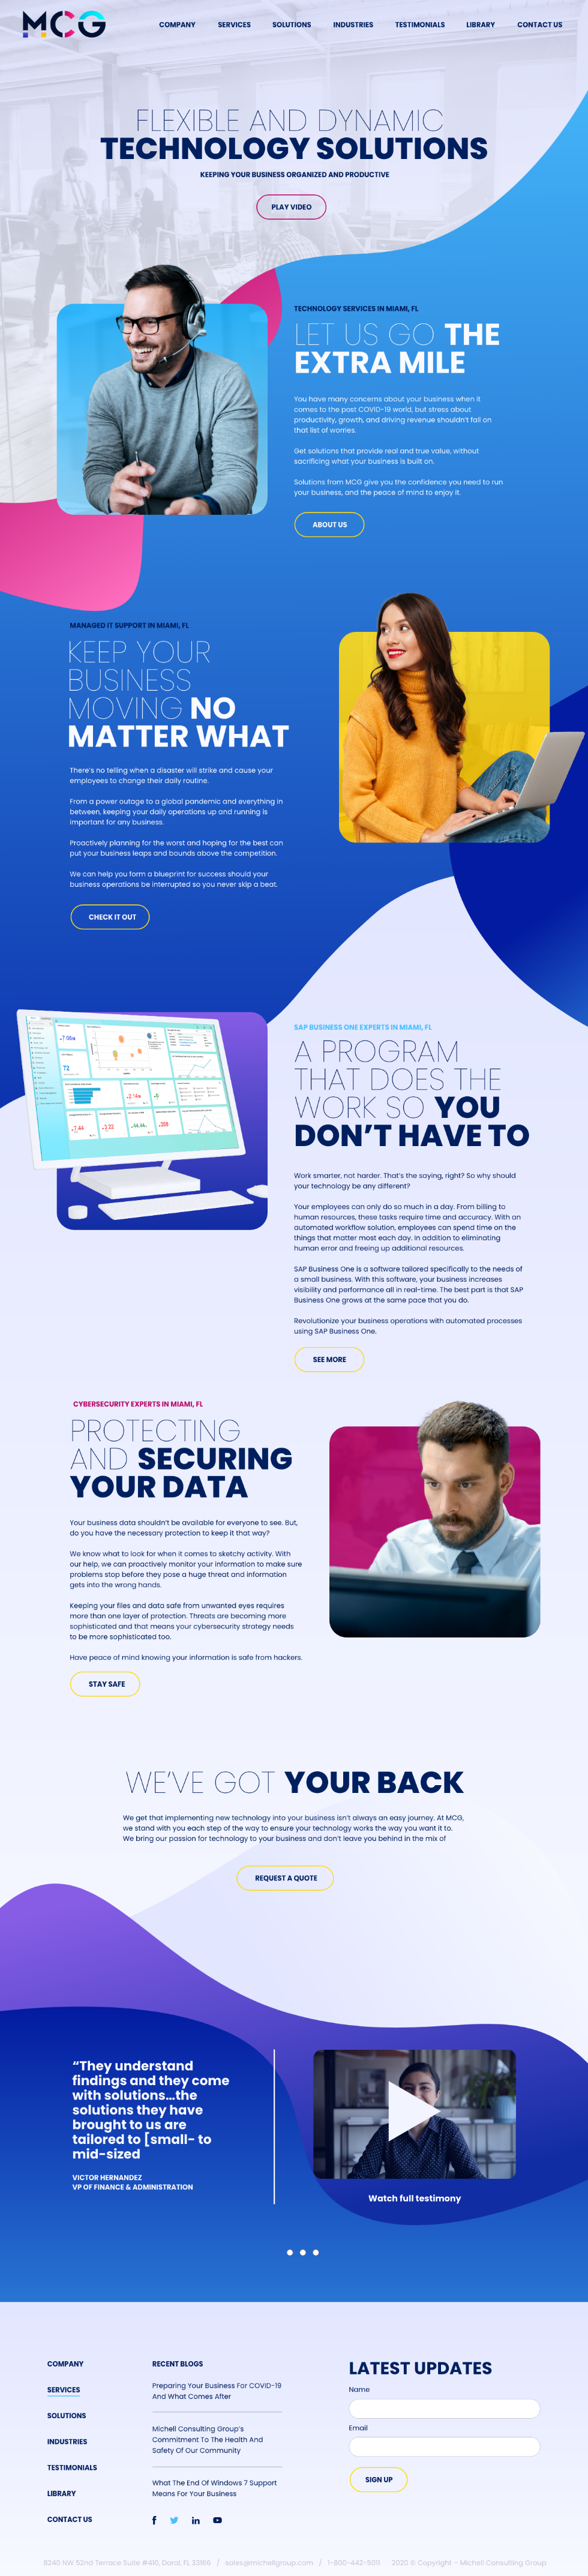 MCG
COMPANY SERVICES SOLUTIONS INDUSTRIES TESTIMONIALS LIBRARY CONTACT US
FLEXIBLE AND DYNAMIC
TECHNOLOGY SOLUTIONS
KEEPING YOUR BUSINESS ORGANIZED AND PRODUCTIVE
PLAY VIDEO
TECHNOLOGY SERVICES IN MIAMI, FL
LET US GO THE
EXTRA MILE
You have many concerns about your business when it
comes to the post COVID-19 world, but stress about
productivity, growth, and driving revenue shouldn't fall on
that list of worries.
Get solutions that provide real and true value, without
sacrificing what your business is built on.
Solutions from MCG give you the confidence you need to run
your business, and the peace of mind to enjoy it.
ABOUT US
MANAGED IT SUPPORT IN MIAMI, FL
KEEP YOUR
BUSINESS
MOVING NO
MATTER WHAT
There's no telling when a disaster will strike and cause your
employees to change their daily routine.
From a power outage to a global pandemic and everything in
between, keeping your daily operations up and running is
important for any business.
Proactively planning for the worst and hoping for the best can
put your business leaps and bounds above the competition.
We can help you form a blueprint for success should your
business operations be interrupted so you never skip a beat.
CHECK IT OUT
SAP BUSINESS ONE EXPERTS IN MIAMI, FL
A PROGRAM
THAT DOES THE
WORK SO YOU
DON'T HAVE TO
Work smarter, not harder. That's the saying, right? So why should
your technology be any different?
Your employees can only do so much in a day. From billing to
human resources, these tasks require time and accuracy. With an
automated workflow solution, employees can spend time on the
things that matter most each day. In addition to eliminating
human error and freeing up additional resources.
SAP Business One is a software tailored specifically to the needs of
a small business. With this software, your business increases
visibility and performance all in real-time. The best part is that SAP
Business One grows at the same pace that you do.
Revolutionize your business operations with automated processes
using SAP Business One.
SEE MORE
CYBERSECURITY EXPERTS IN MIAMI, FL
PROTECTING
AND SECURING
YOUR DATA
Your business data shouldn't be available for everyone to see. But,
do you have the necessary protection to keep it that way?
We know what to look for when it comes to sketchy activity. With
our help, we can proactively monitor your information to make sure
problems stop before they pose a huge threat and information
gets into the wrong hands.
Keeping your files and data safe from unwanted eyes requires
more than one layer of protection. Threats are becoming more
sophisticated and that means your cybersecurity strategy needs
to be more sophisticated too.
Have peace of mind knowing your information is safe from hackers.
STAY SAFE
WE'VE GOT YOUR BACK
We get that implementing new technology into your business isn't always an easy journey. At MCG,
we stand with you each step of the way to ensure your technology works the way you want it to.
We bring our passion for technology to your business and don't leave you behind in the mix of
REQUEST A QUOTE
"They understand
findings and they come
with solutions...the
solutions they have
brought to us are
tailored to [small- to
mid-sized
VICTOR HERNANDEZ
VP OF FINANCE & ADMINISTRATION
Watch full testimony
COMPANY
SERVICES
SOLUTIONS
INDUSTRIES
TESTIMONIALS
LIBRARY
CONTACT US
RECENT BLOGS
Preparing Your Business For COVID-19
And What Comes After
Michell Consulting Group's
Commitment To The Health And
Safety Of Our Community
What The End Of Windows 7 Support
Means For Your Business
LATEST UPDATES
Name
Email
SIGN UP
8240 NW 52nd Terrace Suite #410, Doral, FL 33166 / sales@michellgroup.com / 1-800-442-5011 2020 © Copyright - Michell Consulting Group